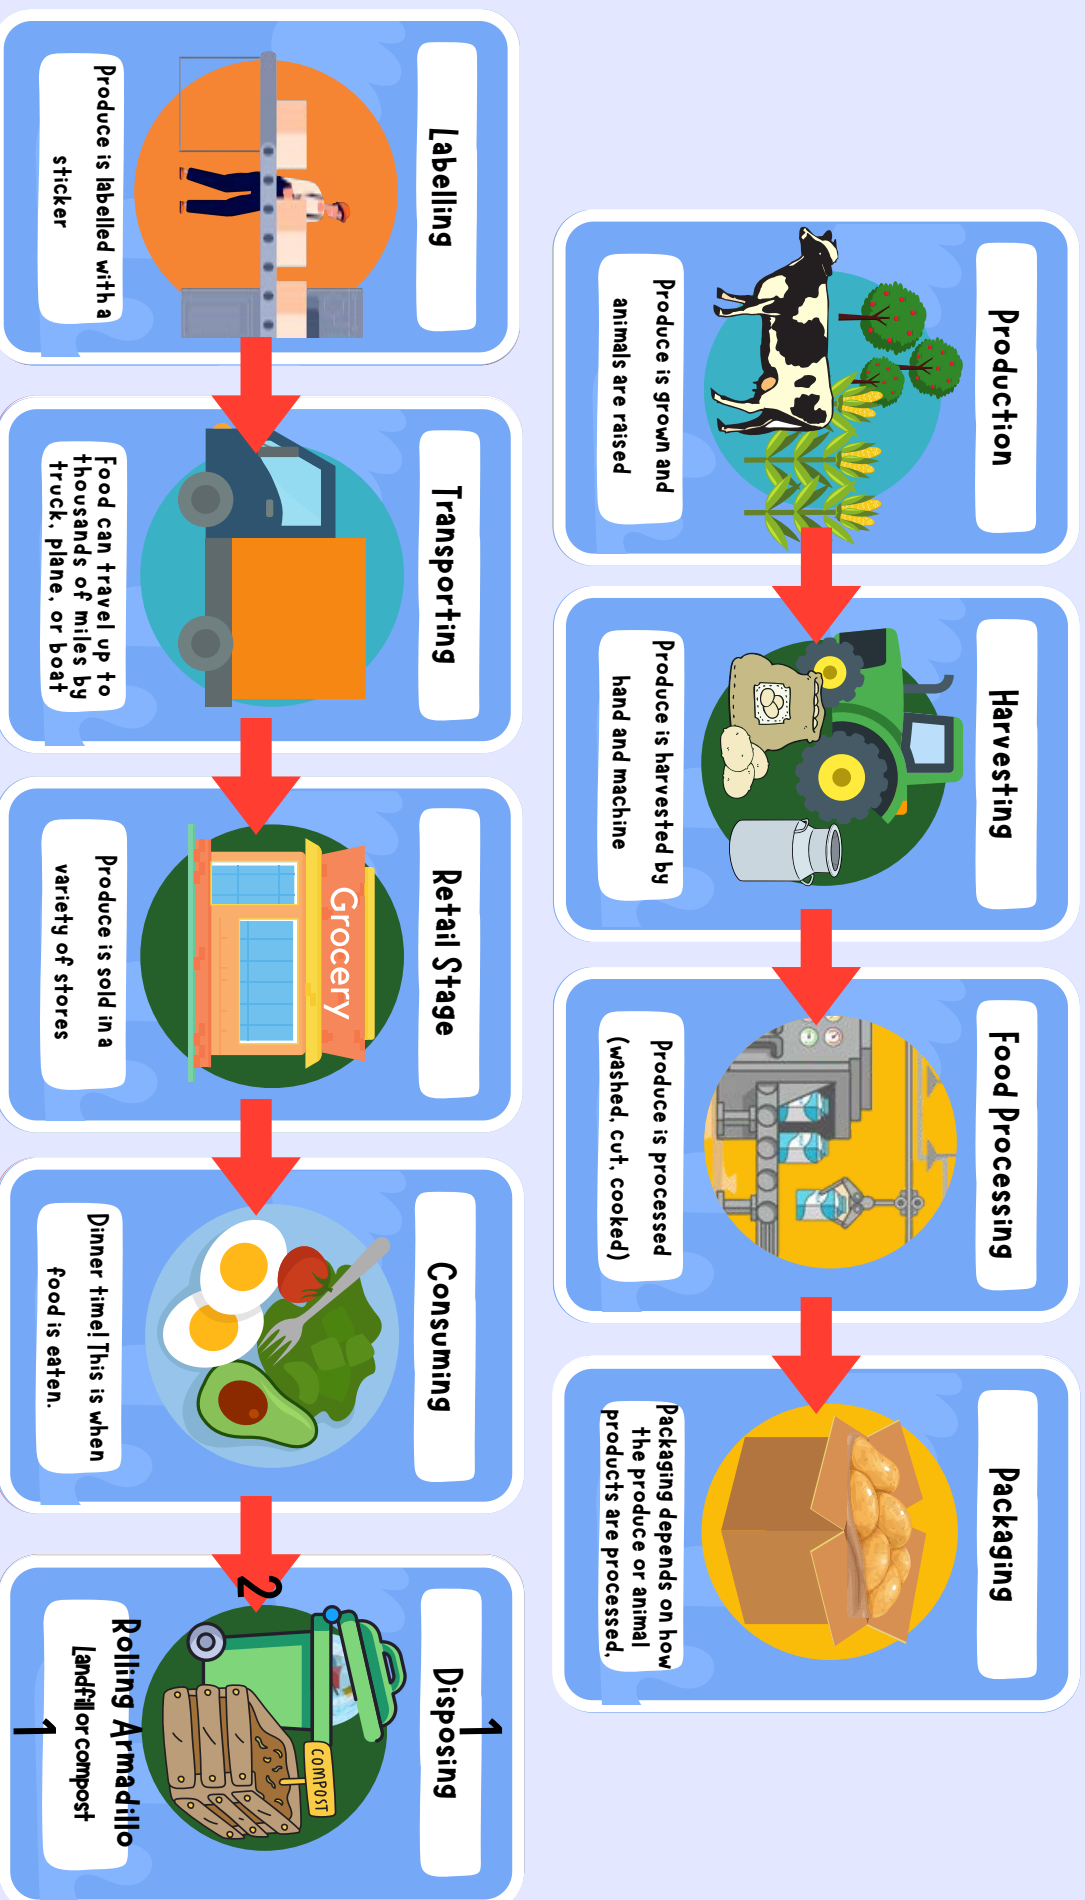 Production
Produce is grown and
animals are raised
Harvesting
Produce is harvested by
hand and machine
Food Processing
Produce is processed
(washed, cut, cooked)
Packaging
Packaging depends on how
the produce or animal
products are processed,
Labelling
Produce is labelled with a
sticker
Transporting
Food can travel up to
thousands of miles by
truck, plane, or boat
Retail Stage
Grocery
Produce is sold in a
variety of stores
Consuming
Dinner time! This is when
food is eaten.
2
1
Disposing
COMPOST
Rolling Armadillo
Landfill or compost
1